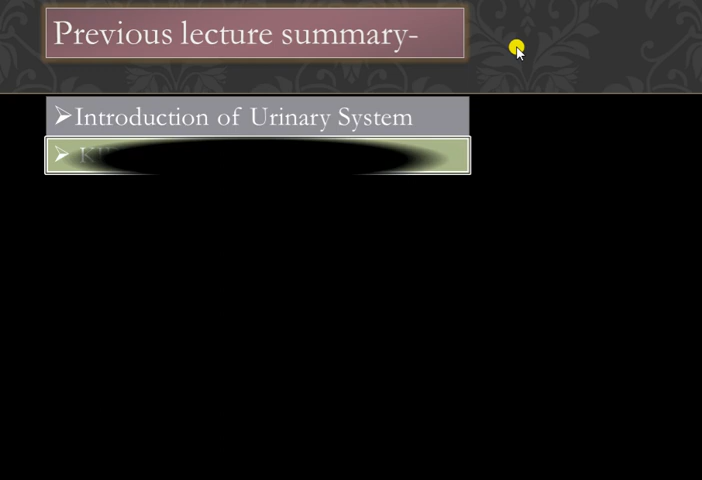 Previous lecture summary-
➢Introduction of Urinary System
➢